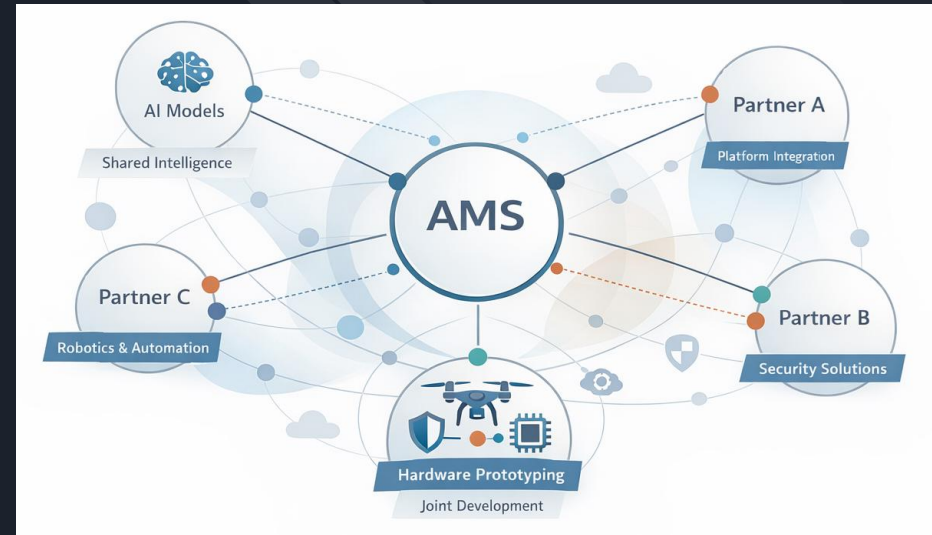 AI Models
Shared Intelligence
Partner A
Platform Integration
AMS
Partner C
Robotics & Automation
Partner B
Security Solutions
Hardware Prototyping
Joint Development